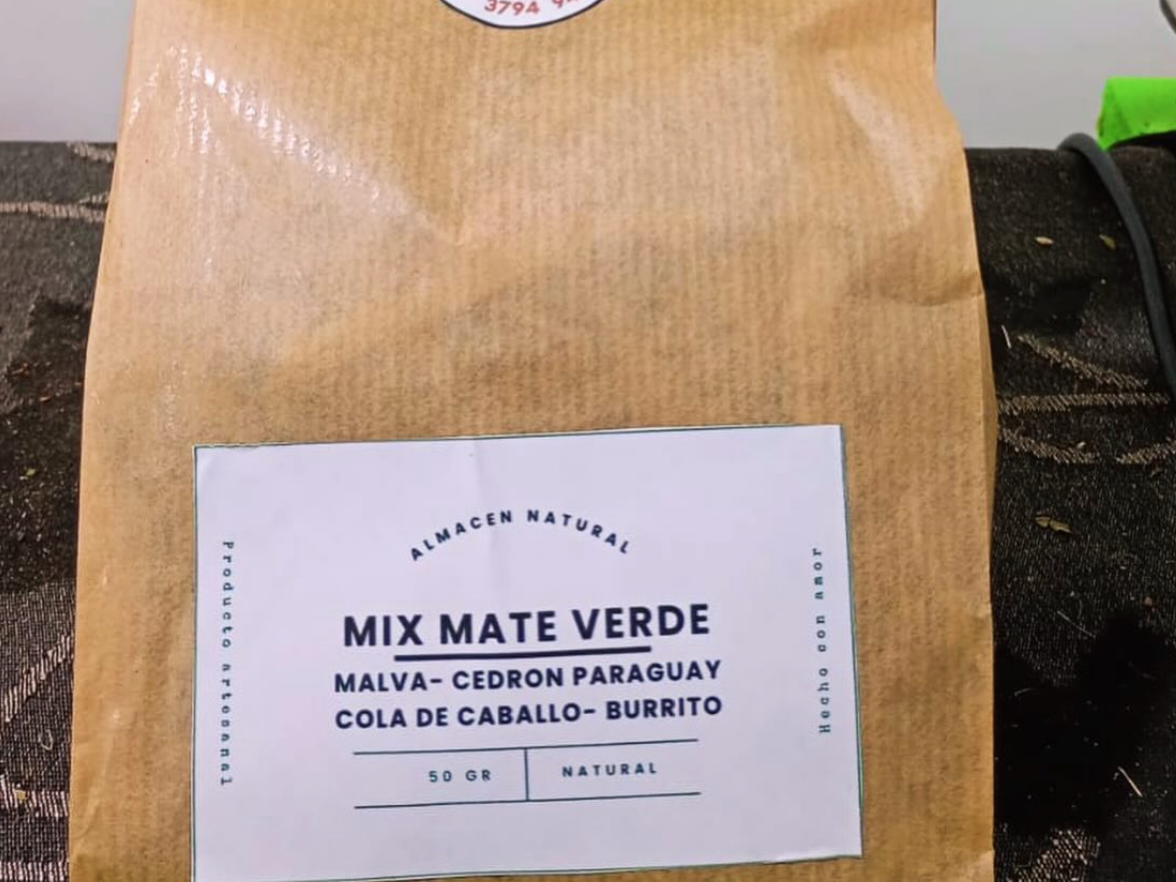 3794
ALMACEN NATURAL
MIX MATE VERDE
MALVA- CEDRON PARAGUAY
COLA DE CABALLO- BURRITO
50 GR
NATURAL
Producto artesanal
Hecho con amor